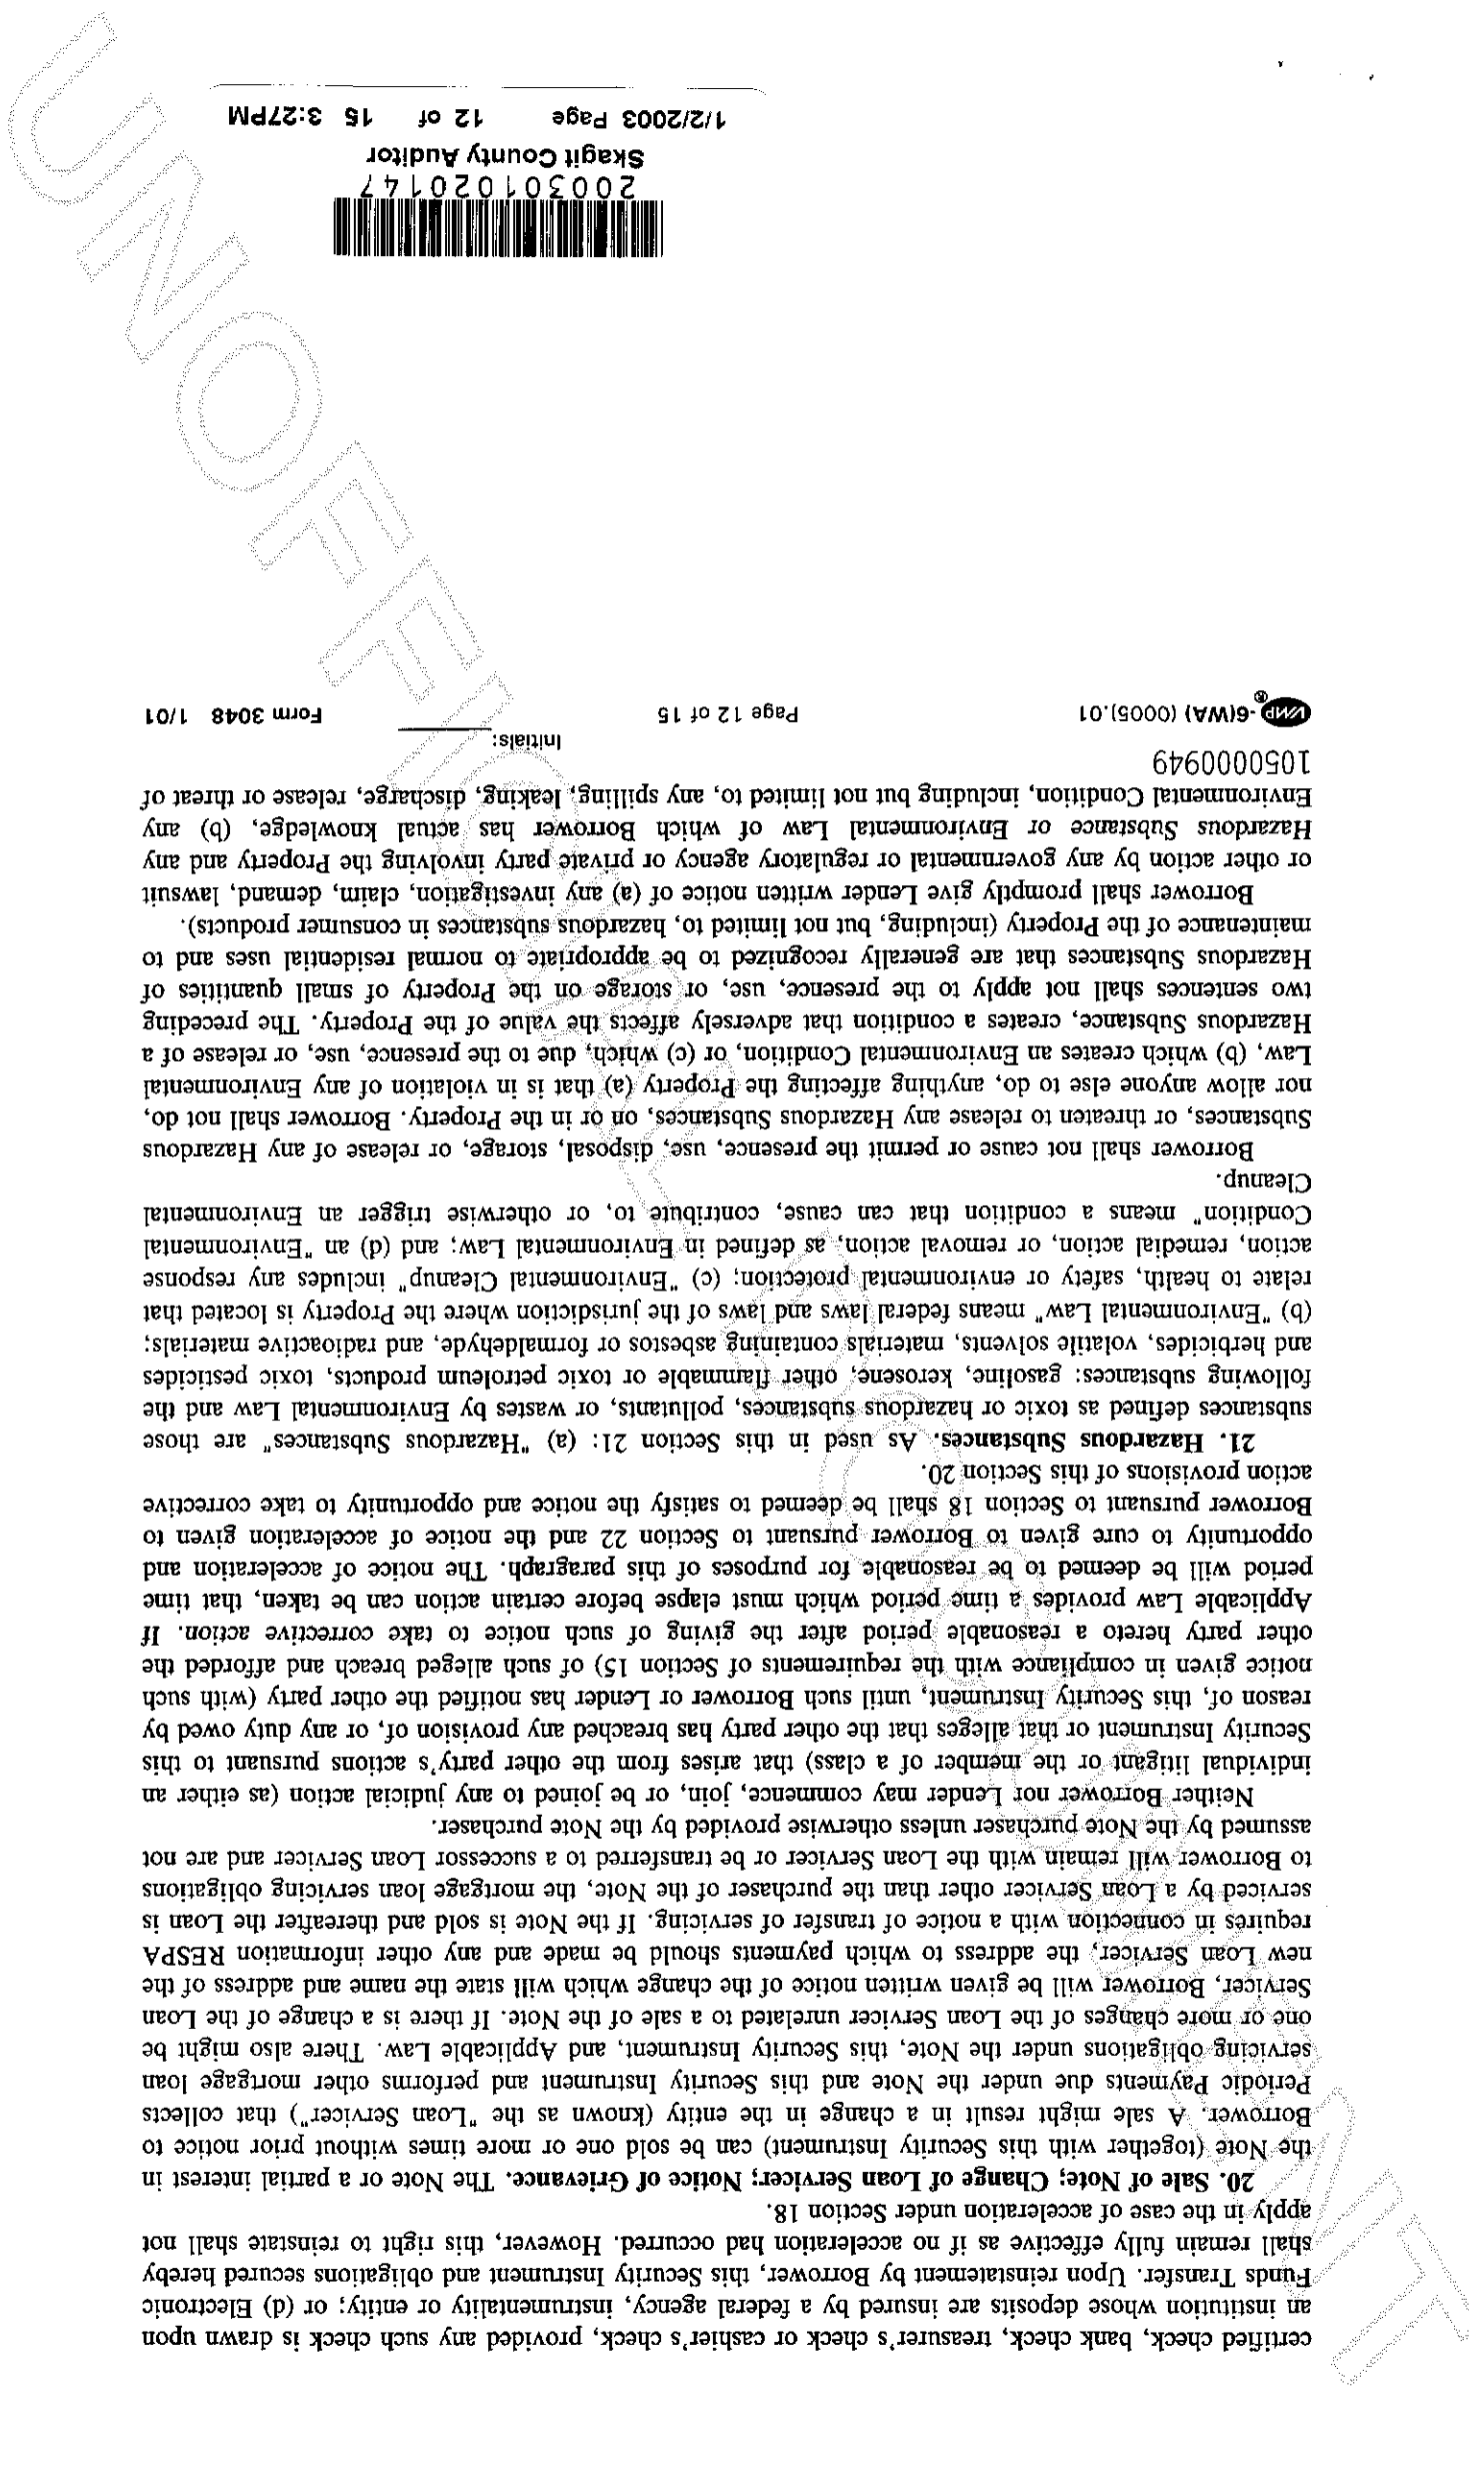 certified check, bank check, treasurer's check or cashier's check, provided any such check is drawn upon
an institution whose deposits are insured by a federal agency, instrumentality or entity; or (d) Electronic
Funds Transfer. Upon reinstatement by Borrower, this Security Instrument and obligations secured hereby
shall remain fully effective as if no acceleration had occurred. However, this right to reinstate shall not
apply in the case of acceleration under Section 18.
20. Sale of Note; Change of Loan Servicer; Notice of Grievance. The Note or a partial interest in
the Note (together with this Security Instrument) can be sold one or more times without prior notice to
Borrower. A sale might result in a change in the entity (known as the "Loan Servicer") that collects
Periodic Payments due under the Note and this Security Instrument and performs other mortgage loan
servicing obligations under the Note, this Security Instrument, and Applicable Law. There also might be
one or more changes of the Loan Servicer unrelated to a sale of the Note. If there is a change of the Loan
Servicer, Borrower will be given written notice of the change which will state the name and address of the
new Loan Servicer, the address to which payments should be made and any other information RESPA
requires in connection with a notice of transfer of servicing. If the Note is sold and thereafter the Loan is
serviced by a Loan Servicer other than the purchaser of the Note, the mortgage loan servicing obligations
to Borrower will remain with the Loan Servicer or be transferred to a successor Loan Servicer and are not
assumed by the Note purchaser unless otherwise provided by the Note purchaser.
Neither Borrower nor Lender may commence, join, or be joined to any judicial action (as either an
individual litigant or the member of a class) that arises from the other party's actions pursuant to this
Security Instrument or that alleges that the other party has breached any provision of, or any duty owed by
reason of, this Security Instrument, until such Borrower or Lender has notified the other party (with such
notice given in compliance with the requirements of Section 15) of such alleged breach and afforded the
other party hereto a reasonable period after the giving of such notice to take corrective action. If
Applicable Law provides a time period which must elapse before certain action can be taken, that time
period will be deemed to be reasonable for purposes of this paragraph. The notice of acceleration and
opportunity to cure given to Borrower pursuant to Section 22 and the notice of acceleration given to
Borrower pursuant to Section 18 shall be deemed to satisfy the notice and opportunity to take corrective
action provisions of this Section 20.
21. Hazardous Substances. As used in this Section 21: (a) "Hazardous Substances" are those
substances defined as toxic or hazardous substances, pollutants, or wastes by Environmental Law and the
following substances: gasoline, kerosene, other flammable or toxic petroleum products, toxic pesticides
and herbicides, volatile solvents, materials containing asbestos or formaldehyde, and radioactive materials;
(b) "Environmental Law" means federal laws and laws of the jurisdiction where the Property is located that
relate to health, safety or environmental protection; (c) "Environmental Cleanup" includes any response
action, remedial action, or removal action, as defined in Environmental Law; and (d) an "Environmental
Condition" means a condition that can cause, contribute to, or otherwise trigger an Environmental
Cleanup.
Borrower shall not cause or permit the presence, use, disposal, storage, or release of any Hazardous
Substances, or threaten to release any Hazardous Substances, on or in the Property. Borrower shall not do,
nor allow anyone else to do, anything affecting the Property (a) that is in violation of any Environmental
Law, (b) which creates an Environmental Condition, or (c) which, due to the presence, use, or release of a
Hazardous Substance, creates a condition that adversely affects the value of the Property. The preceding
two sentences shall not apply to the presence, use, or storage on the Property of small quantities of
Hazardous Substances that are generally recognized to be appropriate to normal residential uses and to
maintenance of the Property (including, but not limited to, hazardous substances in consumer products).
Borrower shall promptly give Lender written notice of (a) any investigation, claim, demand, lawsuit
or other action by any governmental or regulatory agency or private party involving the Property and any
Hazardous Substance or Environmental Law of which Borrower has actual knowledge, (b) any
Environmental Condition, including but not limited to, any spilling, leaking, discharge, release or threat of
1050000949
Initials:
VMP®-6(WA) (0005).01 Page 12 of 15 Form 3048 1/01
200301020147
Skagit County Auditor
1/2/2003 Page 12 of 15 3:27PM
UNOFFICIAL DOCUMENT